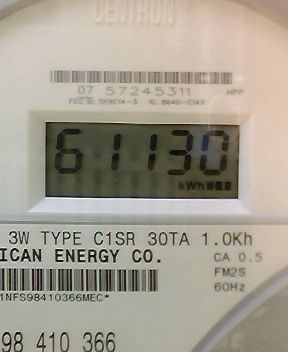 CENTRON
07 57245311
61130
kWh
3W TYPE C1SR 30TA 1.0Kh
ICAN ENERGY CO.
CA 0.5
FM2S
60Hz
1NFS98410366MEC*
98 410 366